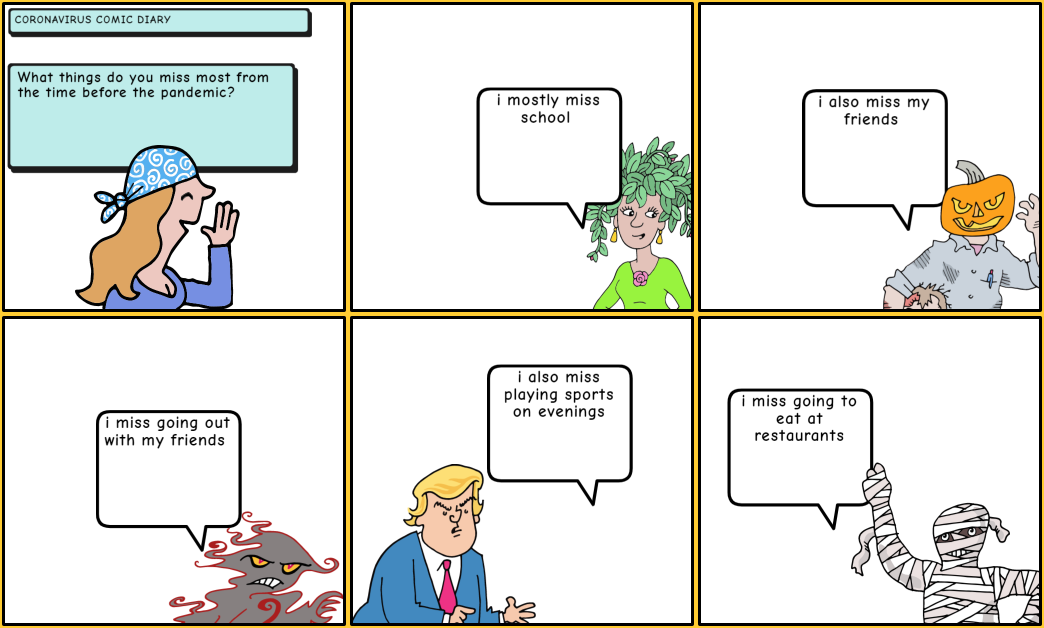 CORONAVIRUS COMIC DIARY
What things do you miss most from
the time before the pandemic?
i mostly miss
school
i also miss my
friends
i miss going out
with my friends
i also miss
playing sports
on evenings
i miss going to
eat at
restaurants